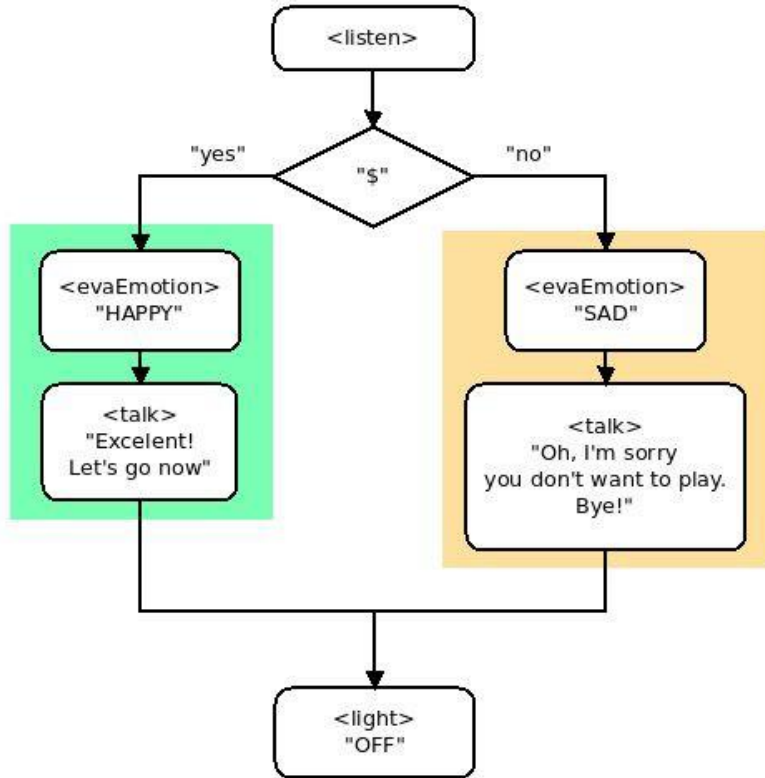 <listen>
"yes"
"$"
"no"
<evaEmotion>
"HAPPY"
<evaEmotion>
"SAD"
<talk>
"Excelent!
Let's go now"
<talk>
"Oh, I'm sorry
you don't want to play.
Bye!"
<light>
"OFF"